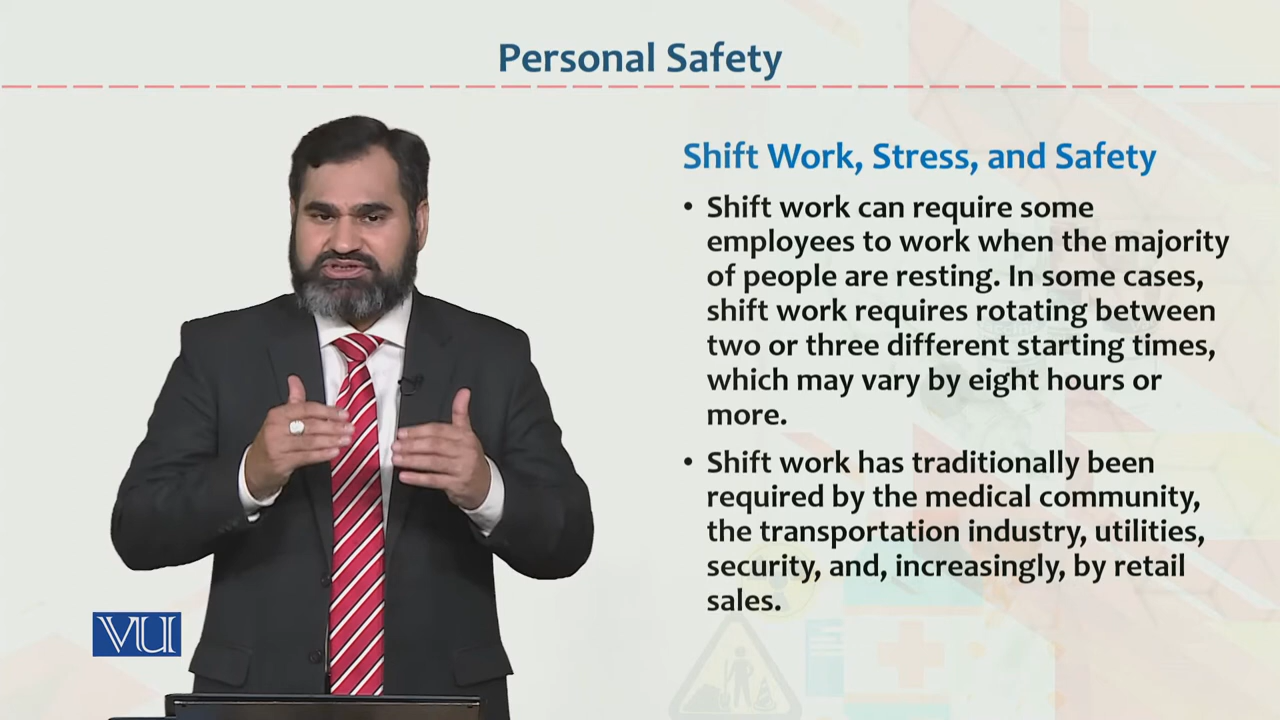 Personal Safety
Shift Work, Stress, and Safety
• Shift work can require some
employees to work when the majority
of people are resting. In some cases,
shift work requires rotating between
two or three different starting times,
which may vary by eight hours or
more.
• Shift work has traditionally been
required by the medical community,
the transportation industry, utilities,
security, and, increasingly, by retail
sales.
VU